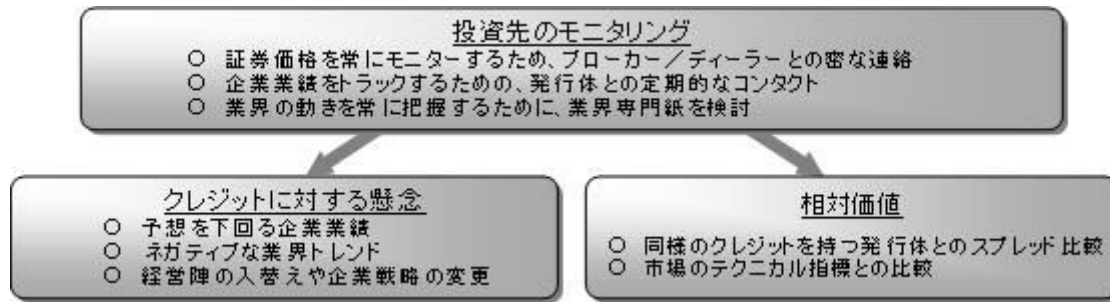 投資先のモニタリング
○ 証券価格を常にモニターするため、ブローカー／ディーラーとの密な連絡
○ 企業業績をトラックするための、発行体との定期的なコンタクト
○ 業界の動きを常に把握するために、業界専門紙を検討
クレジットに対する懸念
○ 予想を下回る企業業績
○ ネガティブな業界トレンド
○ 経営陣の入替えや企業戦略の変更
相対価値
○ 同様のクレジットを持つ発行体とのスプレッド比較
○ 市場のテクニカル指標との比較